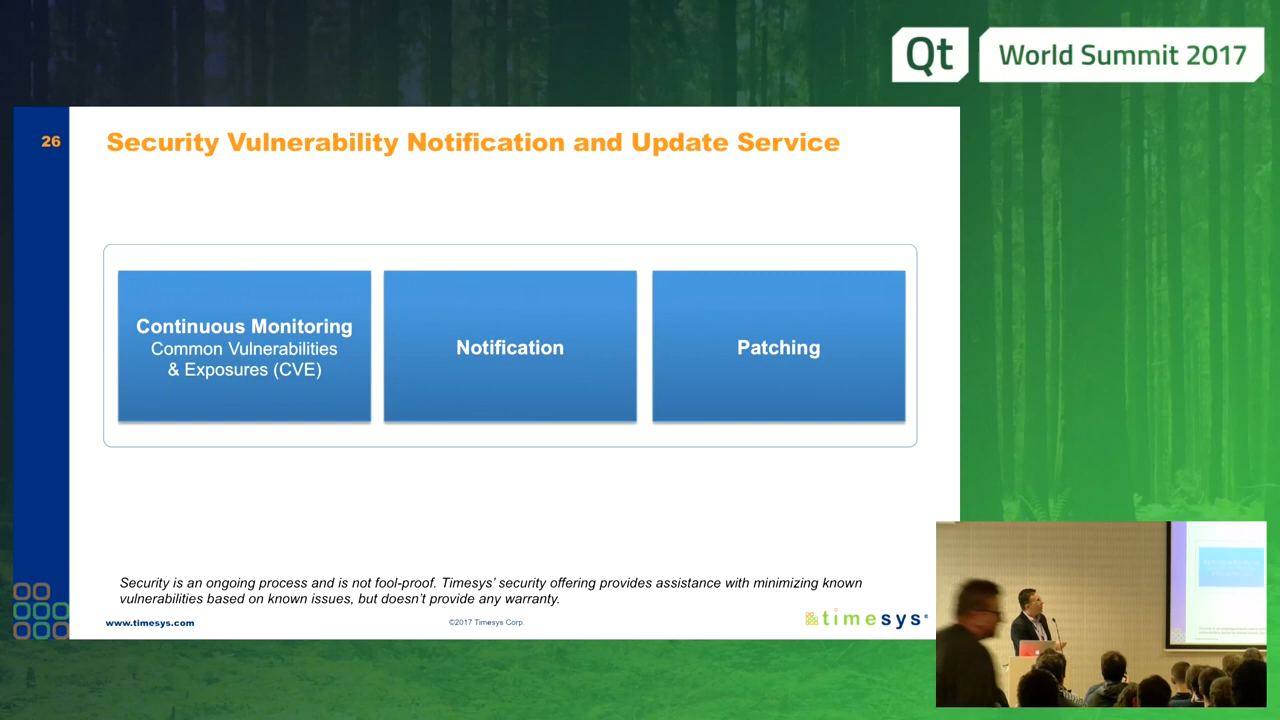 Qt World Summit 2017
26
Security Vulnerability Notification and Update Service
Continuous Monitoring
Common Vulnerabilities
& Exposures (CVE)
Notification
Patching
Security is an ongoing process and is not fool-proof. Timesys' security offering provides assistance with minimizing known
vulnerabilities based on known issues, but doesn't provide any warranty.
www.timesys.com
©2017 Timesys Corp.
timesys®